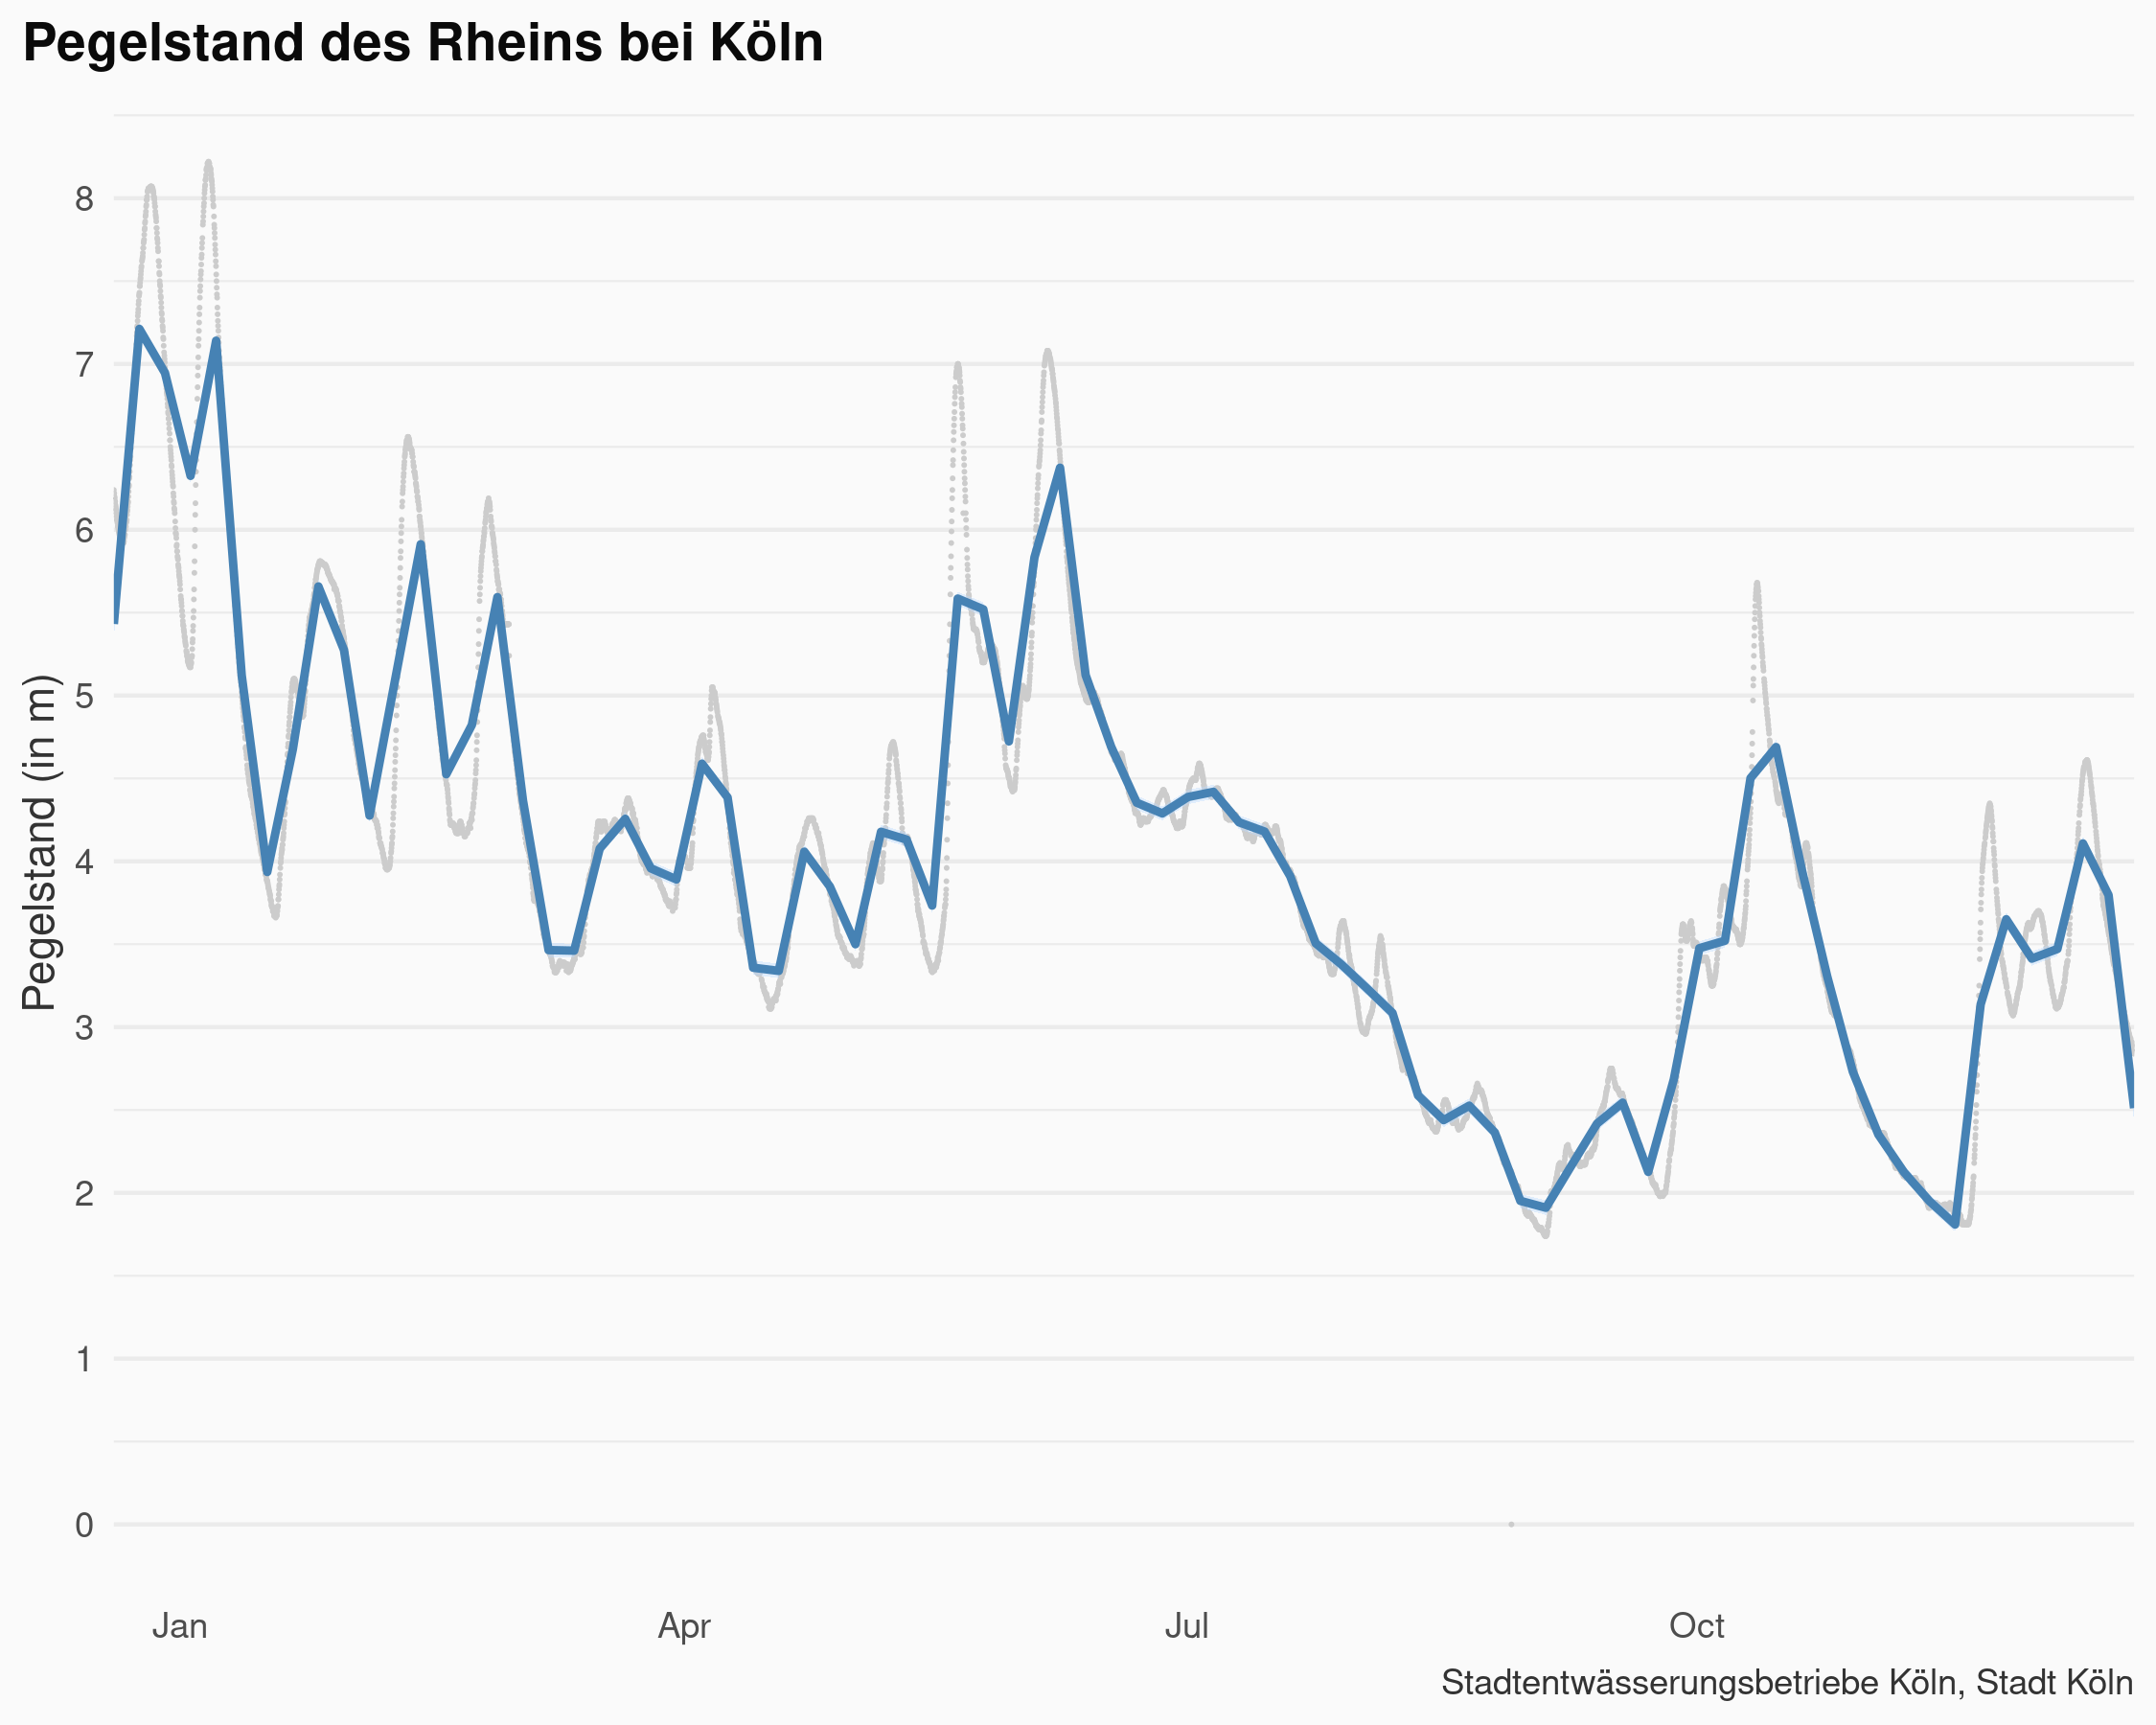 Pegelstand des Rheins bei Köln
Pegelstand (in m)
8
7
6
5
4
3
2
1
0
Jan
Apr
Jul
Oct
Stadtentwässerungsbetriebe Köln, Stadt Köln